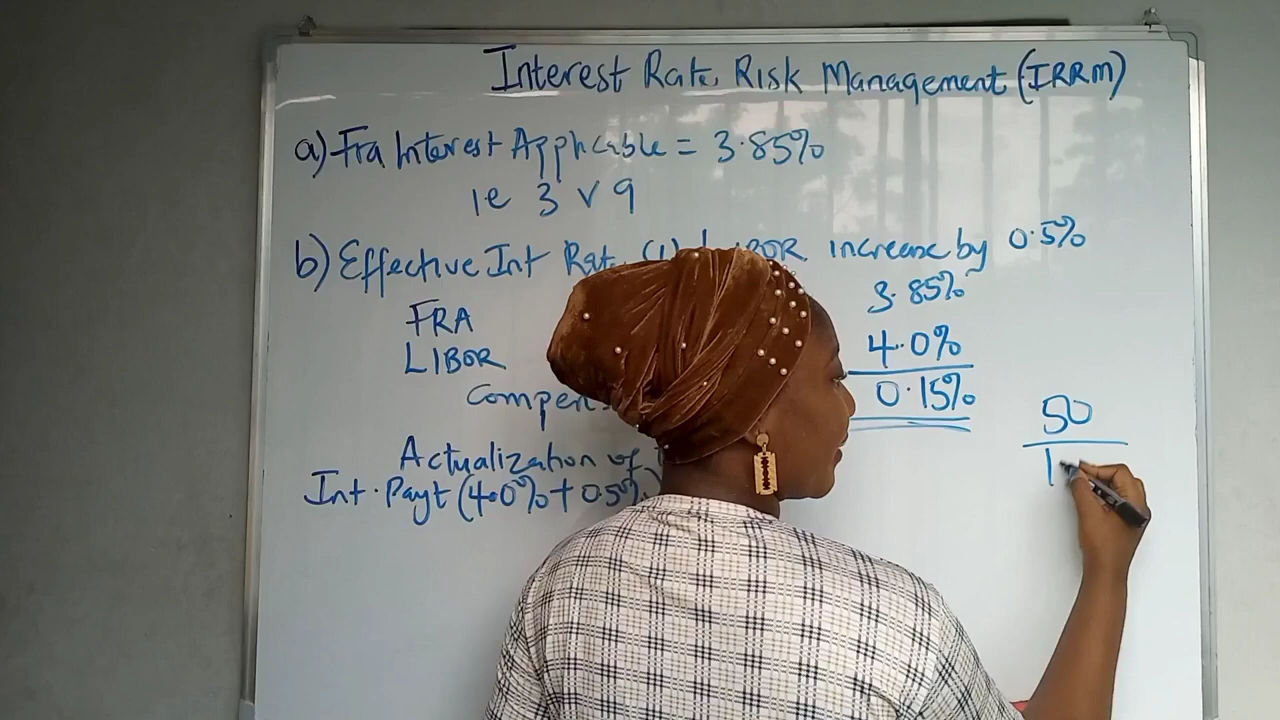 Interest Rate Risk Management (IRRM)
a) Fra Interest Applicable = 3.85%
ie 3 v 9
b) Effective Int Rate (1) LIBOR increase by 0.5%
FRA 3.85%
LIBOR 4.0%
Compen 0.15%
Actualization of
Int. Payt (4.0% + 0.5%)
50
1